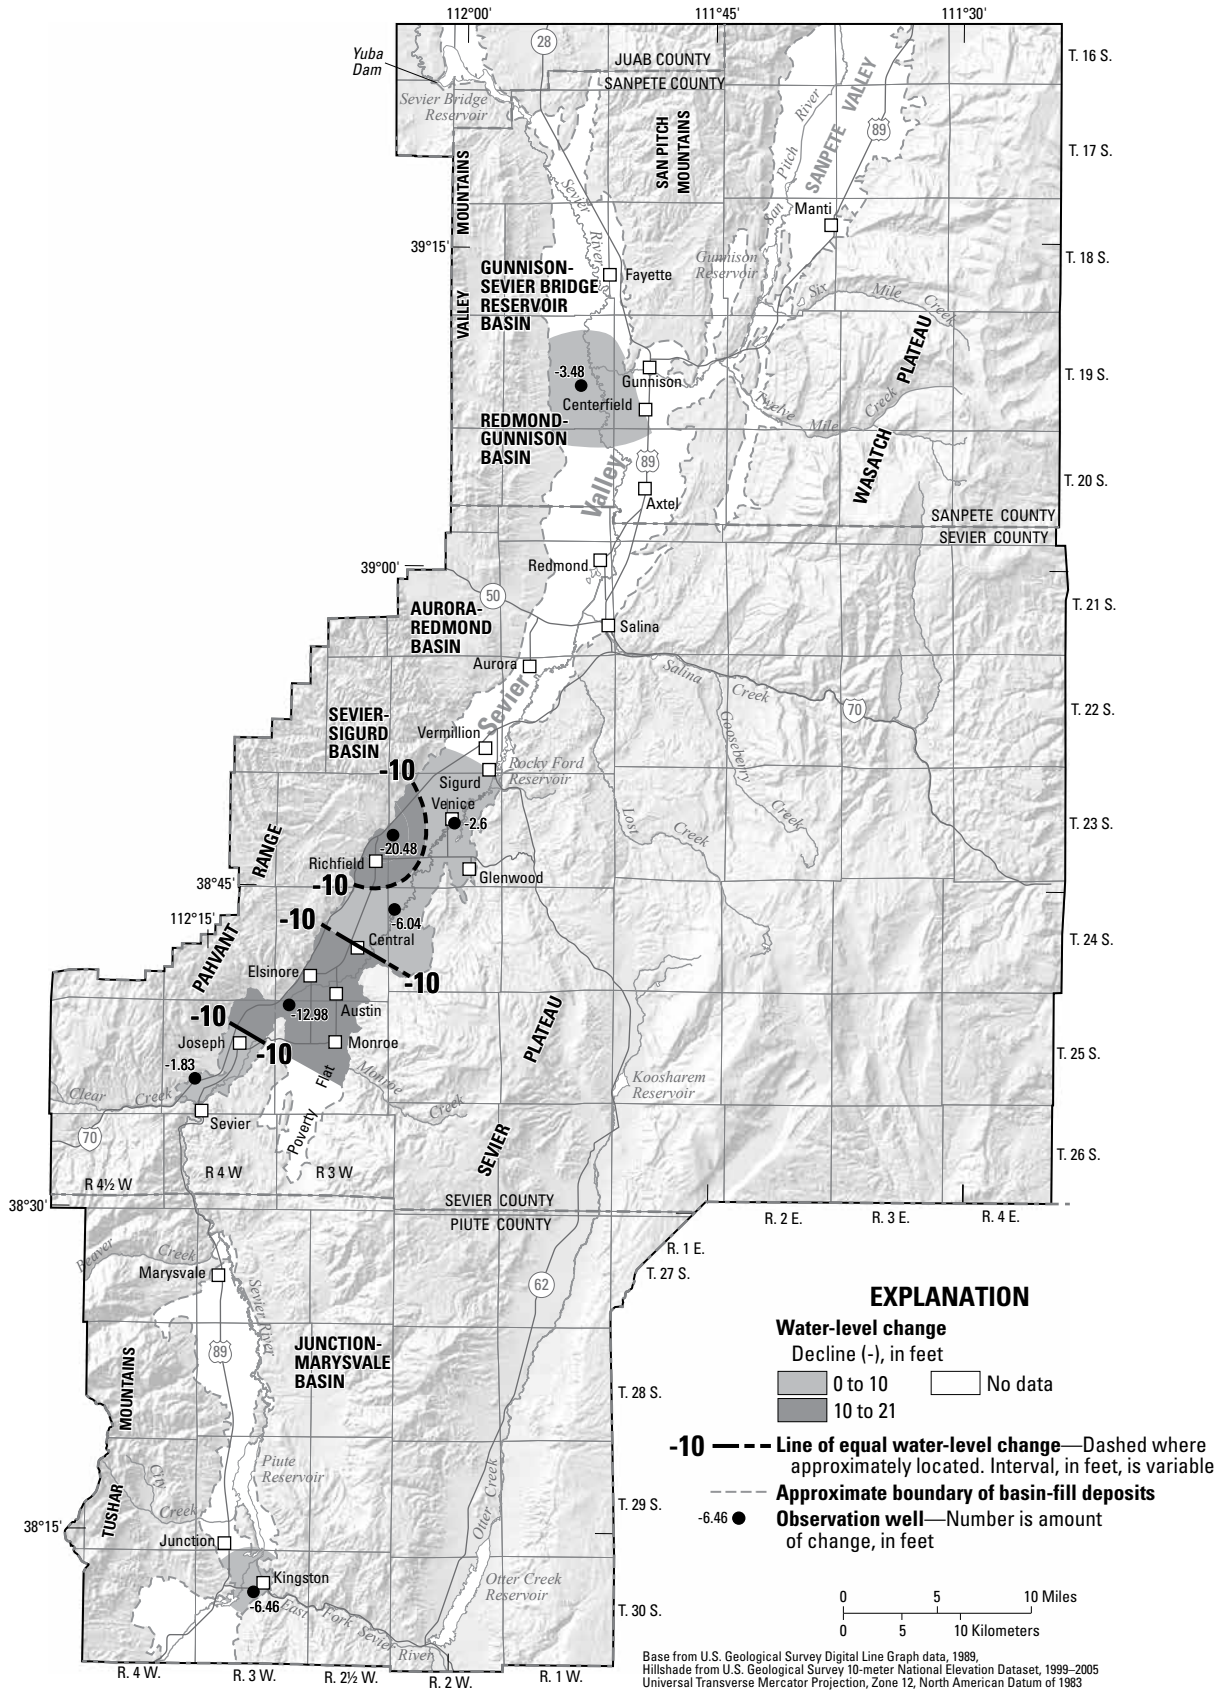 112°00'
111°45'
111°30'
Yuba
Dam
28
JUAB COUNTY
SANPETE COUNTY
T. 16 S.
Sevier Bridge
Reservoir
SAN PITCH
MOUNTAINS
San Pitch River
SANPETE VALLEY
89
T. 17 S.
VALLEY MOUNTAINS
Sevier River
Manti
39°15'
GUNNISON-
SEVIER BRIDGE
RESERVOIR
BASIN
Fayette
Gunnison
Reservoir
T. 18 S.
Six Mile Creek
-3.48
Gunnison
Centerfield
PLATEAU
T. 19 S.
Twelve Mile Creek
REDMOND-
GUNNISON
BASIN
WASATCH
Valley
89
Axtel
T. 20 S.
SANPETE COUNTY
SEVIER COUNTY
39°00'
Redmond
50
AURORA-
REDMOND
BASIN
Salina
T. 21 S.
Aurora
Salina Creek
Sevier
70
T. 22 S.
SEVIER-
SIGURD
BASIN
Vermillion
Gooseberry Creek
Rocky Ford
Reservoir
-10
Sigurd
Venice
-2.6
Lost Creek
T. 23 S.
RANGE
-20.48
Richfield
Glenwood
38°45'
-10
112°15'
-10
-6.04
Central
T. 24 S.
PAHVANT
Elsinore
-10
-12.98
Austin
-10
Joseph
-10
Monroe
PLATEAU
T. 25 S.
-1.83
Flat
Monroe Creek
Koosharem
Reservoir
Clear Creek
Sevier
Poverty
70
SEVIER
T. 26 S.
R 4½ W
R 4 W
R 3 W
38°30'
SEVIER COUNTY
PIUTE COUNTY
R. 2 E.
R. 3 E.
R. 4 E.
R. 1 E.
T. 27 S.
Beaver Creek
Marysvale
Sevier River
62
89
JUNCTION-
MARYSVALE
BASIN
MOUNTAINS
T. 28 S.
Piute
Reservoir
City Creek
TUSHAR
Otter Creek
T. 29 S.
38°15'
Junction
Kingston
-6.46
Otter Creek
Reservoir
East Fork Sevier River
T. 30 S.
R. 4 W.
R. 3 W.
R. 2½ W.
R. 2 W.
R. 1 W.
EXPLANATION
Water-level change
Decline (-), in feet
0 to 10
No data
10 to 21
-10
Line of equal water-level change—Dashed where
approximately located. Interval, in feet, is variable
Approximate boundary of basin-fill deposits
-6.46
Observation well—Number is amount
of change, in feet
0 5 10 Miles
0 5 10 Kilometers
Base from U.S. Geological Survey Digital Line Graph data, 1989,
Hillshade from U.S. Geological Survey 10-meter National Elevation Dataset, 1999–2005
Universal Transverse Mercator Projection, Zone 12, North American Datum of 1983